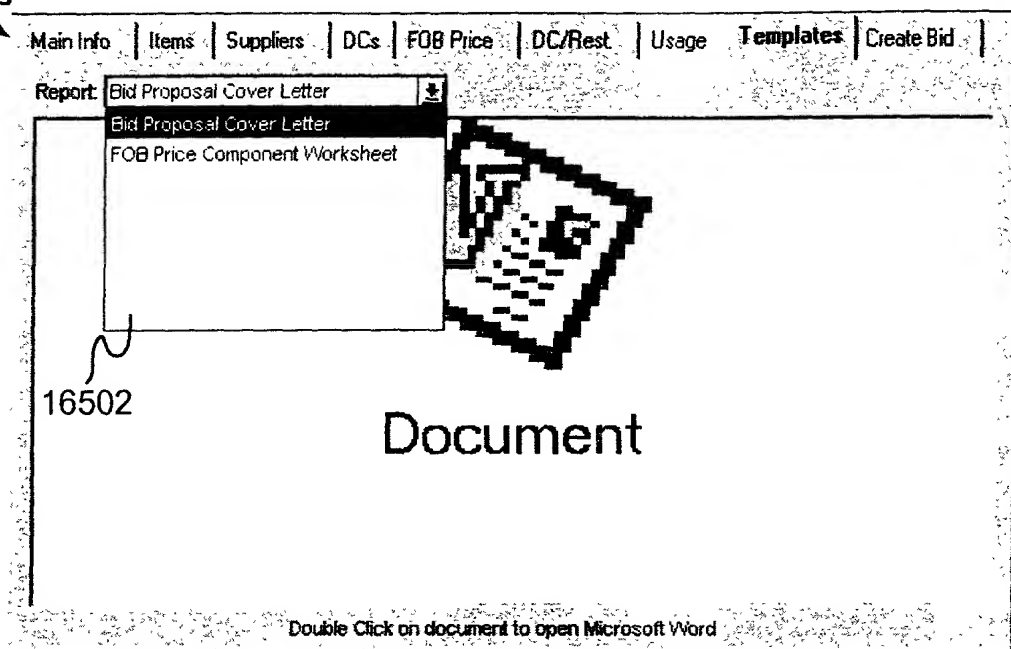 Main Info Items Suppliers DCs FOB Price DC/Rest. Usage Templates Create Bid
Report: Bid Proposal Cover Letter
Bid Proposal Cover Letter
FOB Price Component Worksheet
16502
Document
Double Click on document to open Microsoft Word